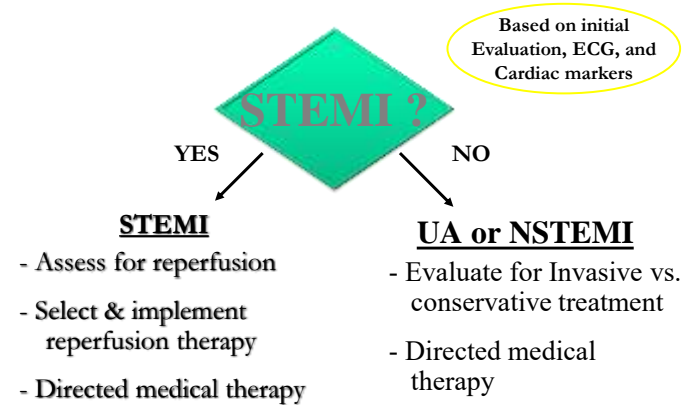 Based on initial
Evaluation, ECG, and
Cardiac markers
STEMI ?
YES
NO
STEMI
- Assess for reperfusion
- Select & implement
reperfusion therapy
- Directed medical therapy
UA or NSTEMI
- Evaluate for Invasive vs.
conservative treatment
- Directed medical
therapy